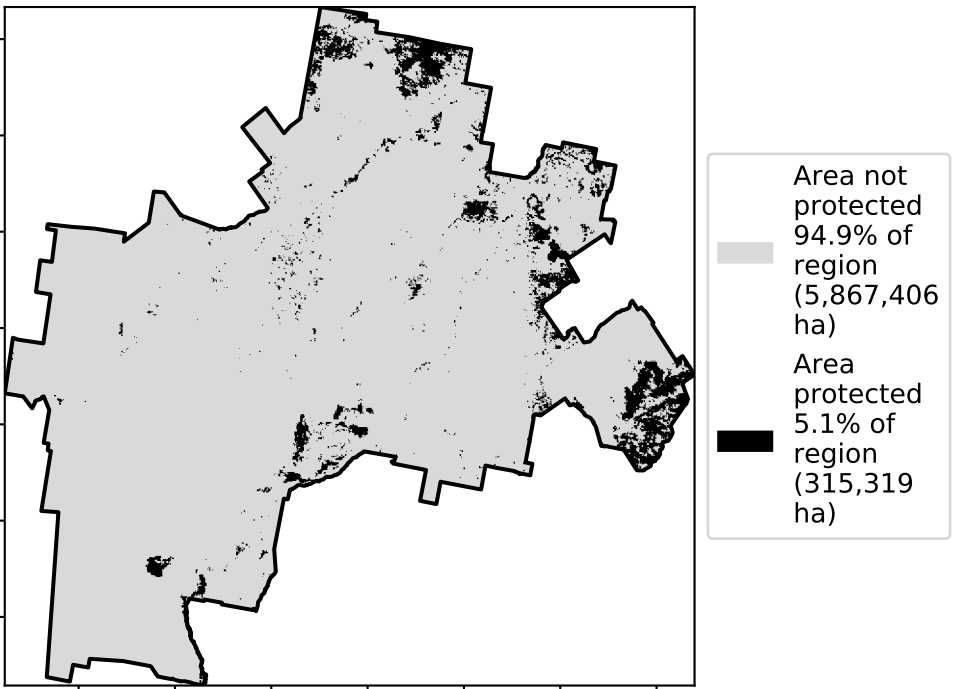 Area not
protected
94.9% of
region
(5,867,406
ha)
Area
protected
5.1% of
region
(315,319
ha)